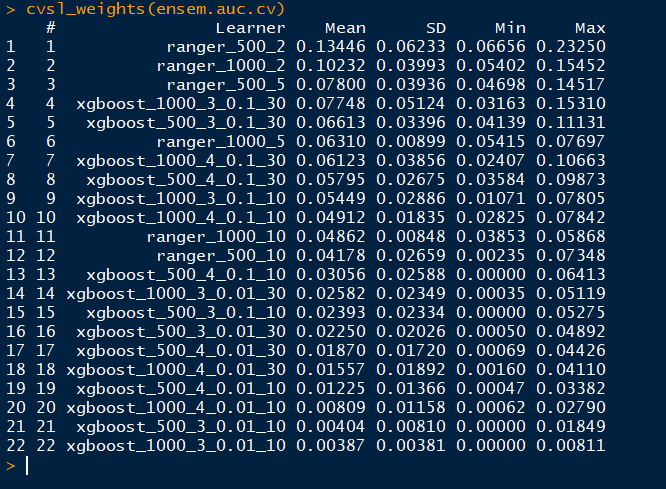 > cvsl_weights(ensem.auc.cv)
# Learner Mean SD Min Max
1 1 ranger_500_2 0.13446 0.06233 0.06656 0.23250
2 2 ranger_1000_2 0.10232 0.03993 0.05402 0.15452
3 3 ranger_500_5 0.07800 0.03936 0.04698 0.14517
4 4 xgboost_1000_3_0.1_30 0.07748 0.05124 0.03163 0.15310
5 5 xgboost_500_3_0.1_30 0.06613 0.03396 0.04139 0.11131
6 6 ranger_1000_5 0.06310 0.00899 0.05415 0.07697
7 7 xgboost_1000_4_0.1_30 0.06123 0.03856 0.02407 0.10663
8 8 xgboost_500_4_0.1_30 0.05795 0.02675 0.03584 0.09873
9 9 xgboost_1000_3_0.1_10 0.05449 0.02886 0.01071 0.07805
10 10 xgboost_1000_4_0.1_10 0.04912 0.01835 0.02825 0.07842
11 11 ranger_1000_10 0.04862 0.00848 0.03853 0.05868
12 12 ranger_500_10 0.04178 0.02659 0.00235 0.07348
13 13 xgboost_500_4_0.1_10 0.03056 0.02588 0.00000 0.06413
14 14 xgboost_1000_3_0.01_30 0.02582 0.02349 0.00035 0.05119
15 15 xgboost_500_3_0.1_10 0.02393 0.02334 0.00000 0.05275
16 16 xgboost_500_3_0.01_30 0.02250 0.02026 0.00050 0.04892
17 17 xgboost_500_4_0.01_30 0.01870 0.01720 0.00069 0.04426
18 18 xgboost_1000_4_0.01_30 0.01557 0.01892 0.00160 0.04110
19 19 xgboost_500_4_0.01_10 0.01225 0.01366 0.00047 0.03382
20 20 xgboost_1000_4_0.01_10 0.00809 0.01158 0.00062 0.02790
21 21 xgboost_500_3_0.01_10 0.00404 0.00810 0.00000 0.01849
22 22 xgboost_1000_3_0.01_10 0.00387 0.00381 0.00000 0.00811
>